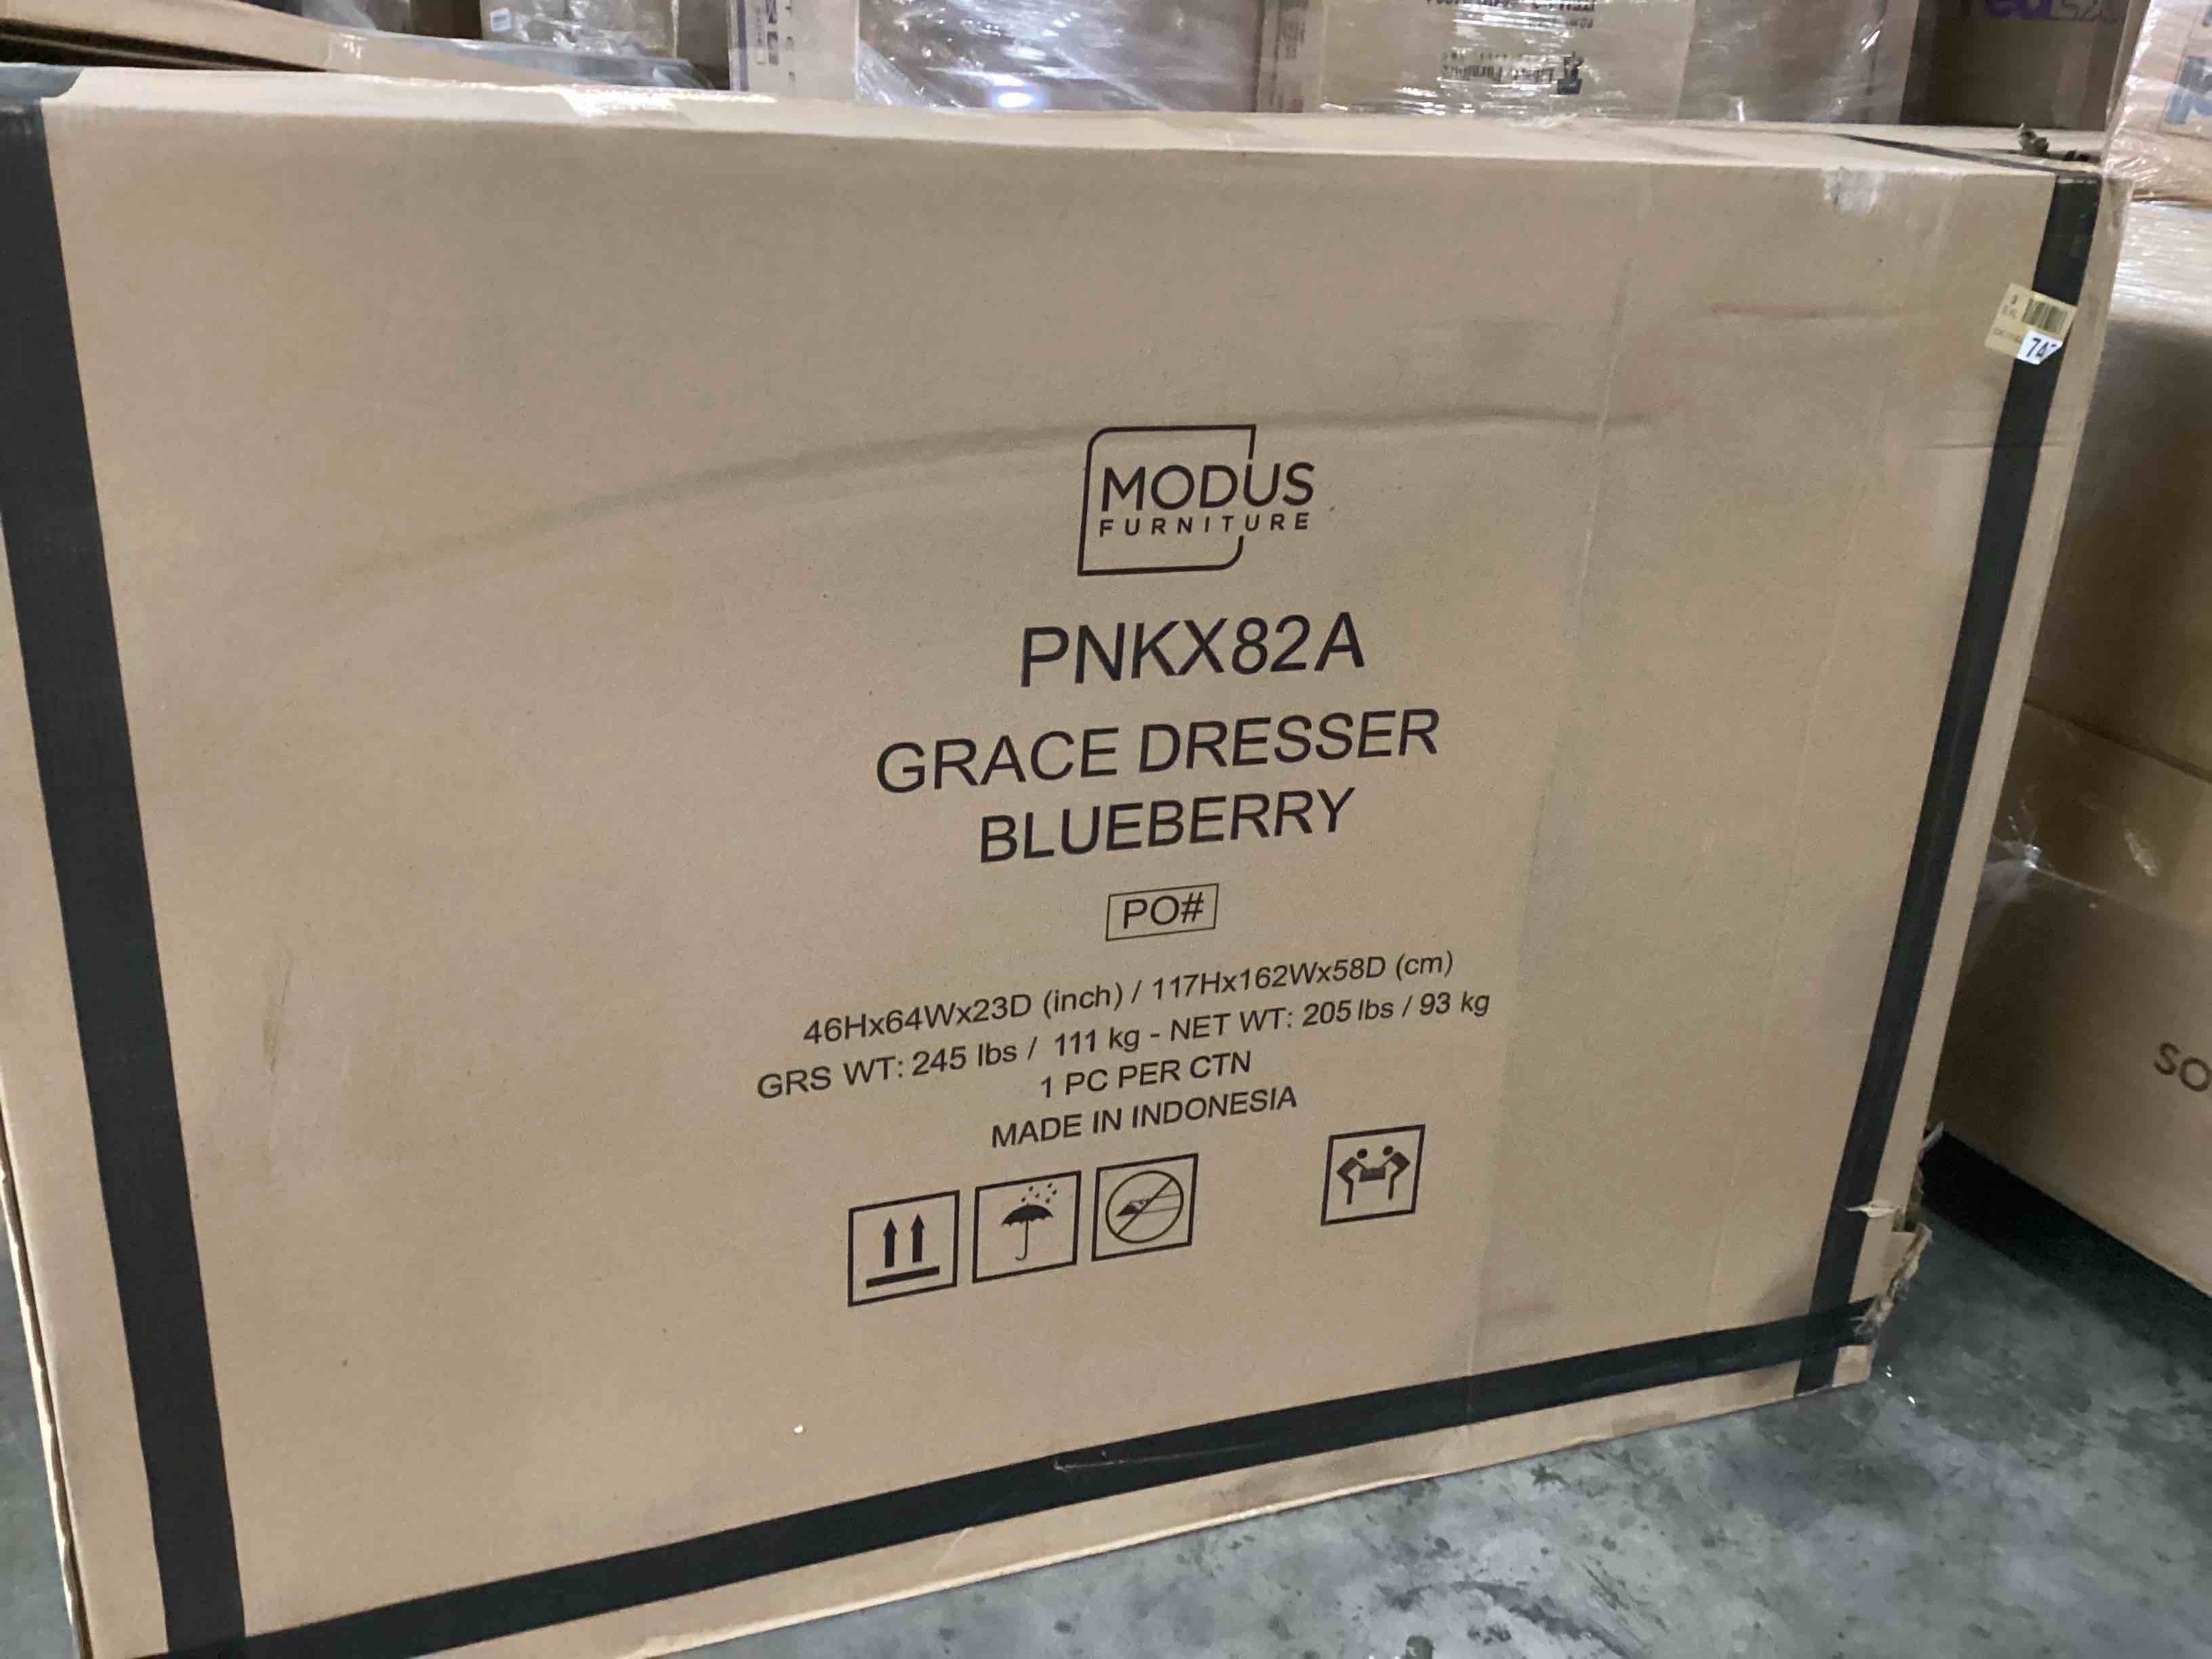 MODUS
FURNITURE
PNKX82A
GRACE DRESSER
BLUEBERRY
PO#
46Hx64Wx23D (inch) / 117Hx162Wx58D (cm)
GRS WT: 245 lbs / 111 kg - NET WT: 205 lbs / 93 kg
1 PC PER CTN
MADE IN INDONESIA
SO